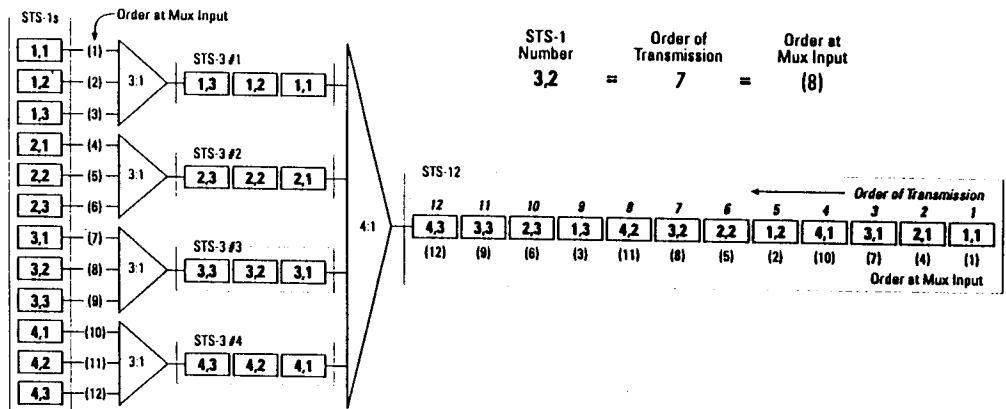 STS-1s
Order at Mux Input
1,1 (1)
1,2 (2)
1,3 (3)
2,1 (4)
2,2 (5)
2,3 (6)
3,1 (7)
3,2 (8)
3,3 (9)
4,1 (10)
4,2 (11)
4,3 (12)
3:1
3:1
3:1
3:1
STS-3 #1
1,3 1,2 1,1
STS-3 #2
2,3 2,2 2,1
STS-3 #3
3,3 3,2 3,1
STS-3 #4
4,3 4,2 4,1
4:1
STS-1 Number
Order of Transmission
Order at Mux Input
3,2 = 7 = (8)
STS-12
Order of Transmission
12 11 10 9 8 7 6 5 4 3 2 1
4,3 3,3 2,3 1,3 4,2 3,2 2,2 1,2 4,1 3,1 2,1 1,1
(12) (9) (6) (3) (11) (8) (5) (2) (10) (7) (4) (1)
Order at Mux Input